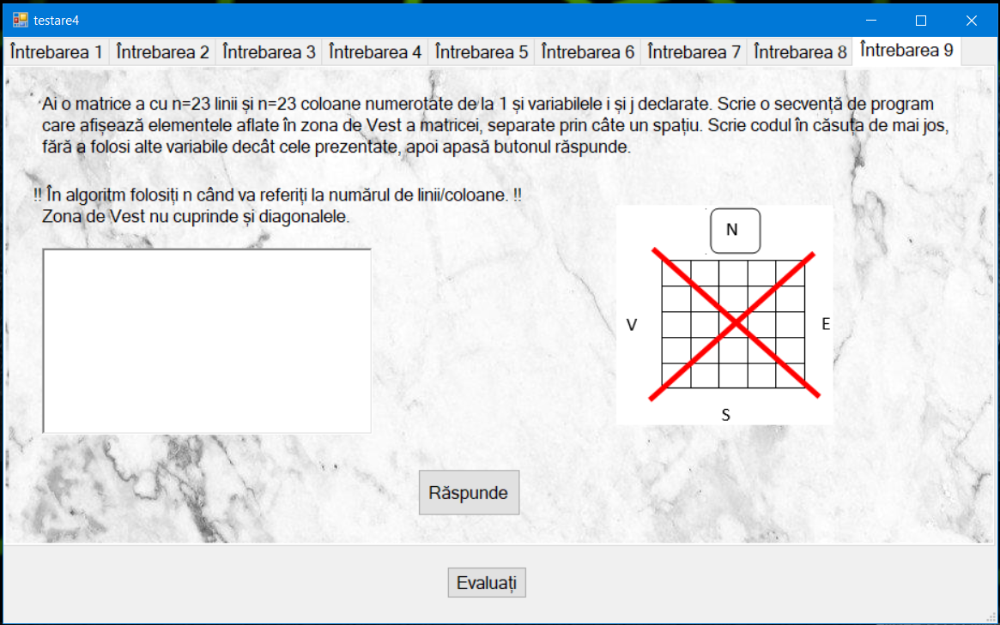 testare4
Întrebarea 1 Întrebarea 2 Întrebarea 3 Întrebarea 4 Întrebarea 5 Întrebarea 6 Întrebarea 7 Întrebarea 8 Întrebarea 9
Ai o matrice a cu n=23 linii și n=23 coloane numerotate de la 1 și variabilele i și j declarate. Scrie o secvență de program
care afișează elementele aflate în zona de Vest a matricei, separate prin câte un spațiu. Scrie codul în căsuța de mai jos,
fără a folosi alte variabile decât cele prezentate, apoi apasă butonul răspunde.
!! În algoritm folosiți n când va referiți la numărul de linii/coloane. !!
Zona de Vest nu cuprinde și diagonalele.
N
V
E
S
Răspunde
Evaluați